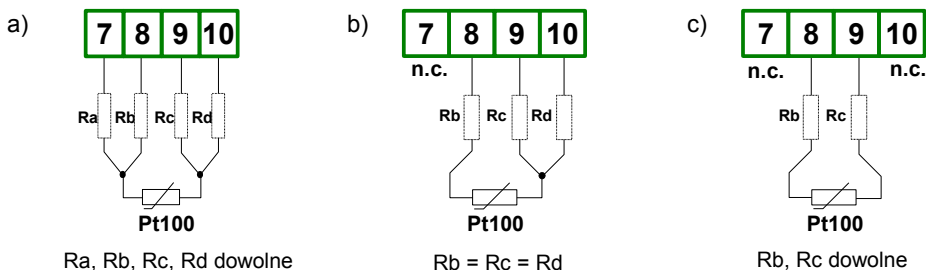 a)
7 8 9 10
Ra Rb Rc Rd
Pt100
Ra, Rb, Rc, Rd dowolne
b)
7 8 9 10
n.c.
Rb Rc Rd
Pt100
Rb = Rc = Rd
c)
7 8 9 10
n.c. n.c.
Rb Rc
Pt100
Rb, Rc dowolne